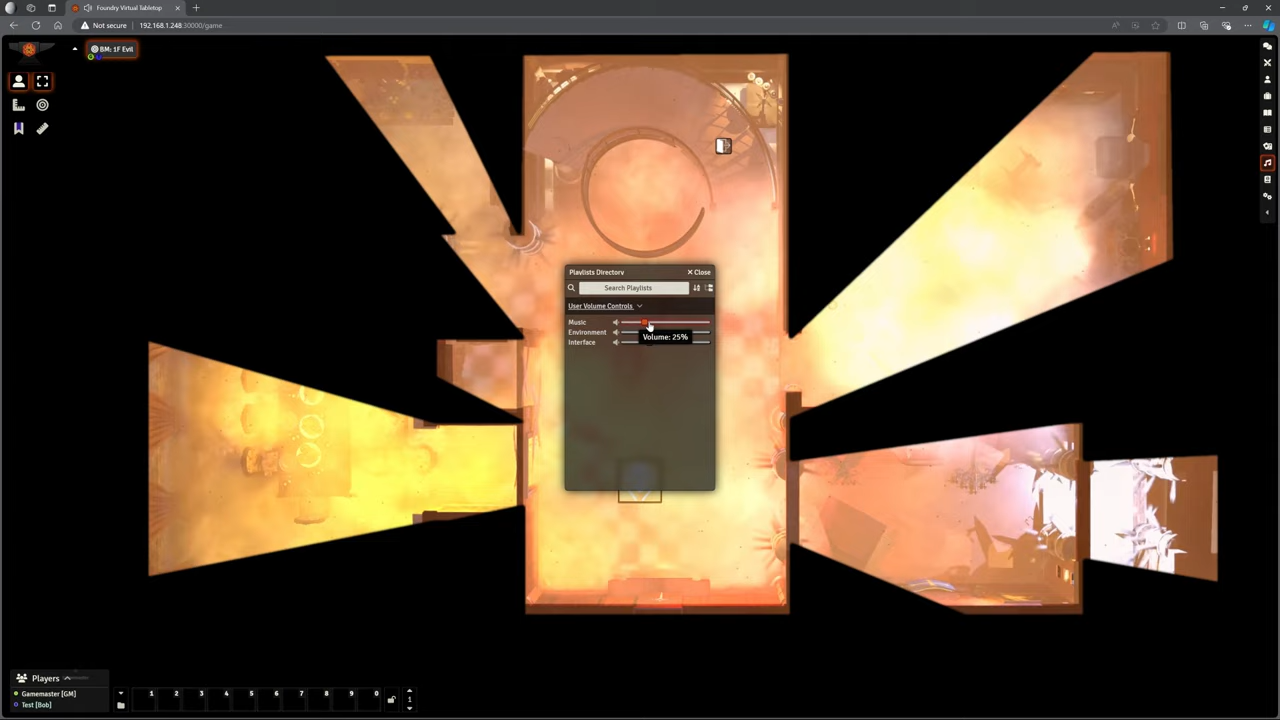 Foundry Virtual Tabletop
Not secure
192.168.1.248:30000/game
BM: 1F Evil
Playlists Directory
Close
Search Playlists
User Volume Controls
Music
Environment
Interface
Volume: 25%
Players
Gamemaster [GM]
Test [Bob]
1 2 3 4 5 6 7 8 9 0
1